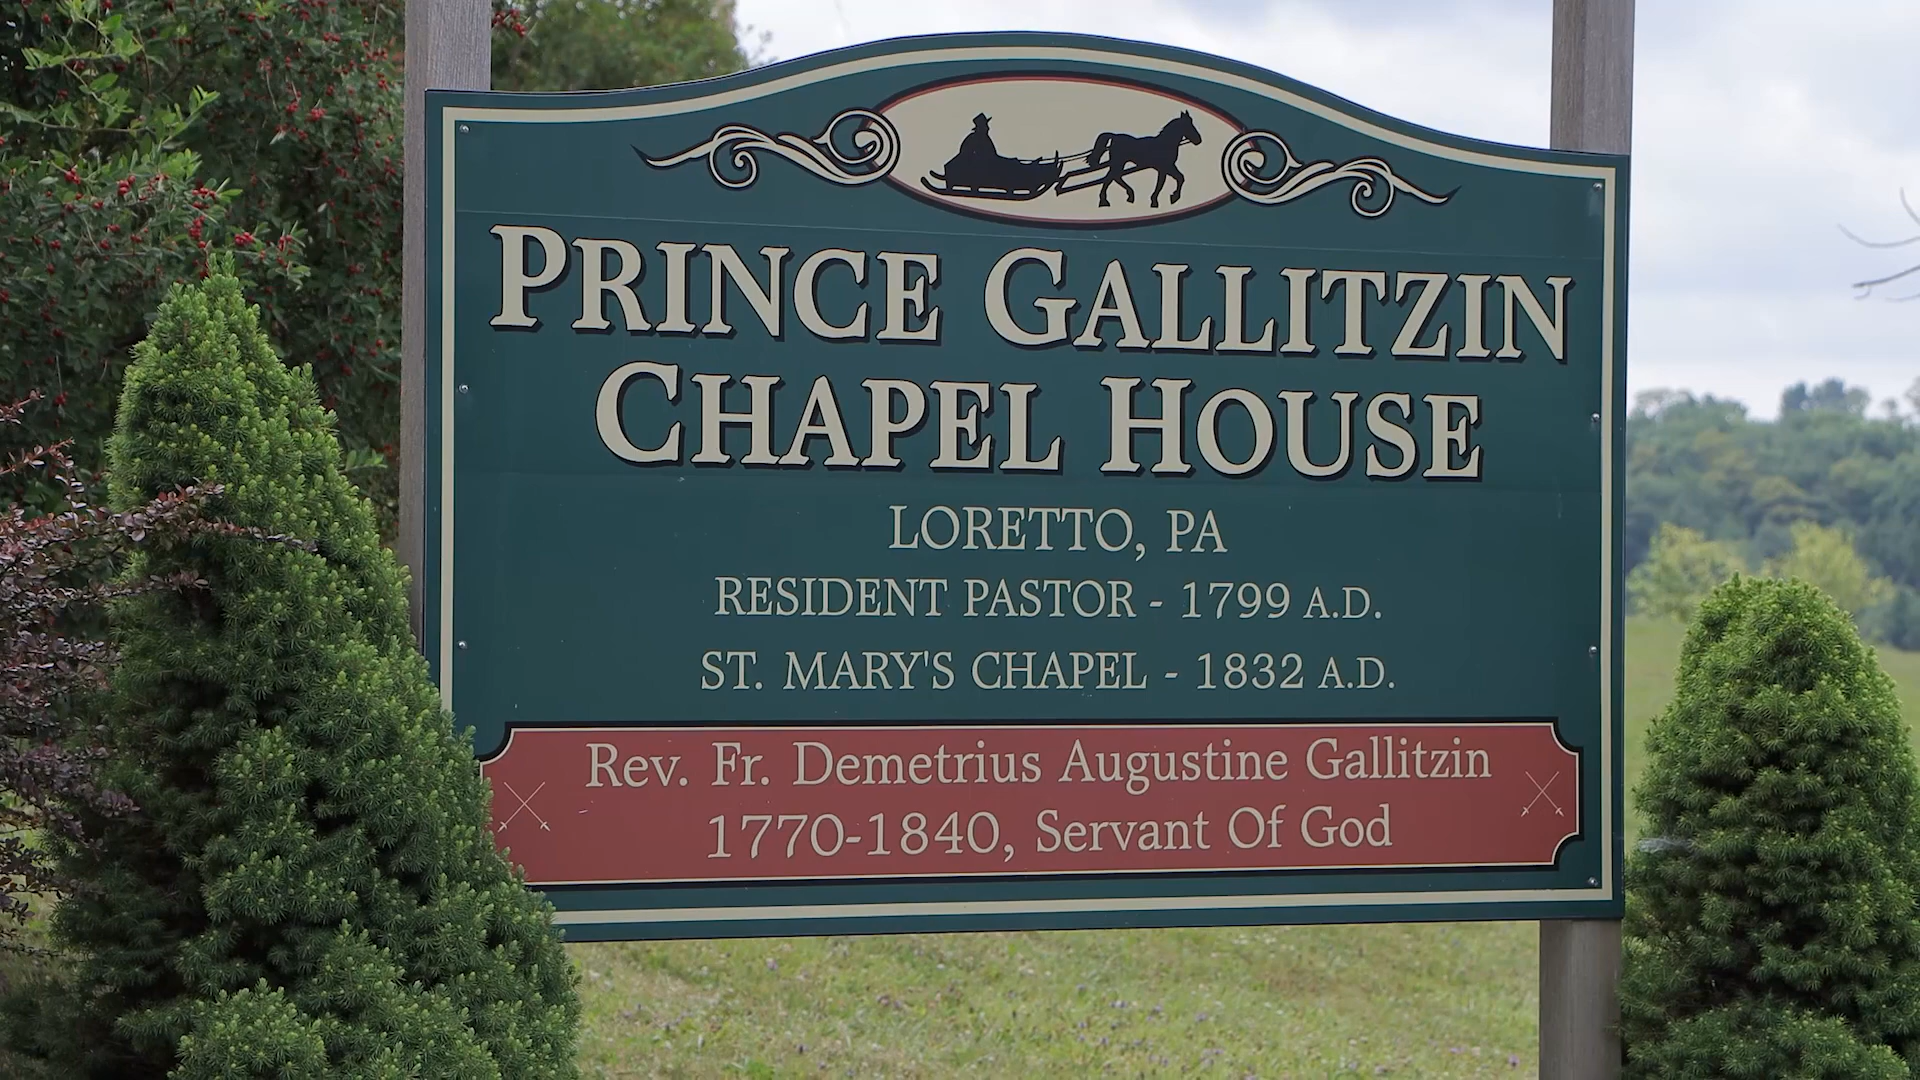 PRINCE GALLITZIN
CHAPEL HOUSE
LORETTO, PA
RESIDENT PASTOR - 1799 A.D.
ST. MARY'S CHAPEL - 1832 A.D.
Rev. Fr. Demetrius Augustine Gallitzin
1770-1840, Servant Of God